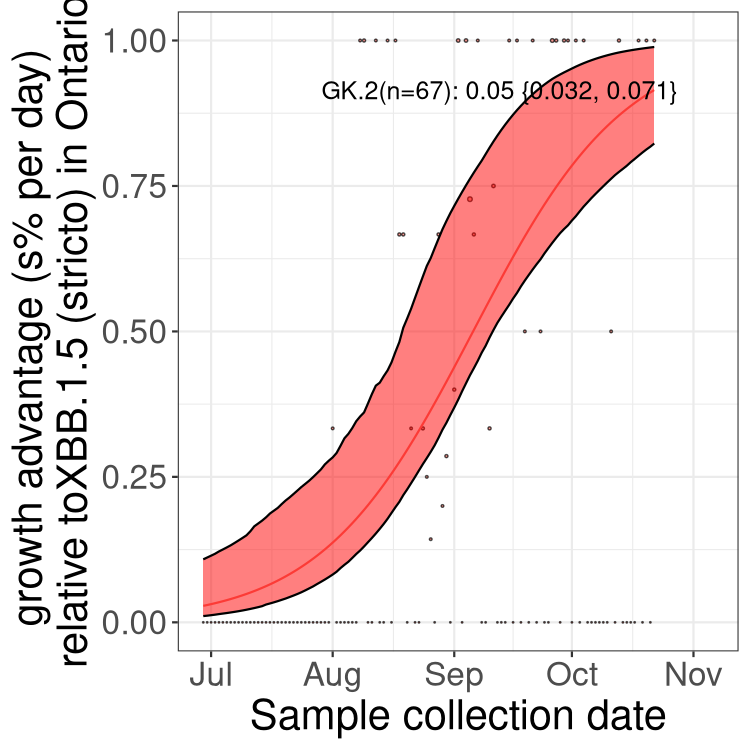 growth advantage (s% per day)
relative toXBB.1.5 (stricto) in Ontario
1.00
0.75
0.50
0.25
0.00
GK.2(n=67): 0.05 {0.032, 0.071}
Jul Aug Sep Oct Nov
Sample collection date